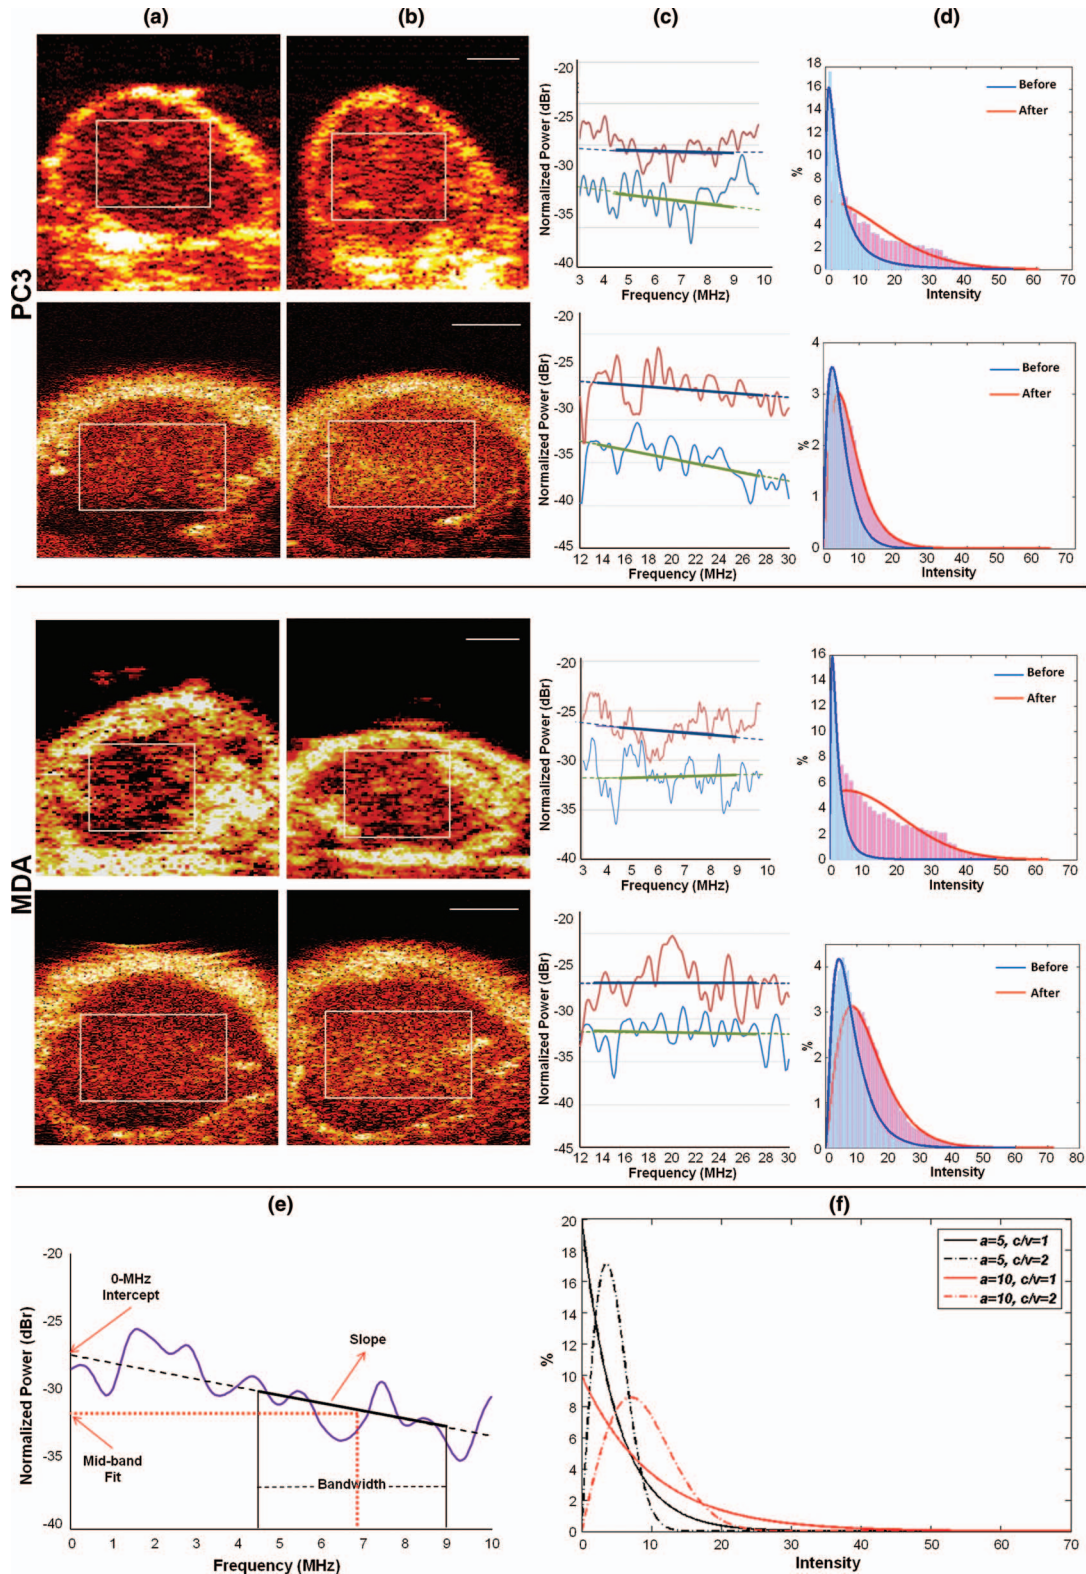 (a) (b) (c) (d)
PC3
-20
-25
-30
-35
-40
3 4 5 6 7 8 9 10
Normalized Power (dBr)
Frequency (MHz)
18
16
14
12
10
8
6
4
2
0
0 10 20 30 40 50 60 70
%
Intensity
Before
After
-20
-25
-30
-35
-40
-45
12 14 16 18 20 22 24 26 28 30
Normalized Power (dBr)
Frequency (MHz)
4
3
2
1
0
0 10 20 30 40 50 60 70
%
Intensity
Before
After
MDA
-20
-25
-30
-35
-40
3 4 5 6 7 8 9 10
Normalized Power (dBr)
Frequency (MHz)
16
14
12
10
8
6
4
2
0
0 10 20 30 40 50 60 70
%
Intensity
Before
After
-20
-25
-30
-35
-40
-45
12 14 16 18 20 22 24 26 28 30
Normalized Power (dBr)
Frequency (MHz)
4
3
2
1
0
0 10 20 30 40 50 60 70 80
%
Intensity
Before
After
(e) (f)
-20
-25
-30
-35
-40
0 1 2 3 4 5 6 7 8 9 10
Normalized Power (dBr)
Frequency (MHz)
0-MHz
Intercept
Slope
Mid-band
Fit
Bandwidth
20
18
16
14
12
10
8
6
4
2
0
0 10 20 30 40 50 60 70
%
Intensity
a=5, c/v=1
a=5, c/v=2
a=10, c/v=1
a=10, c/v=2